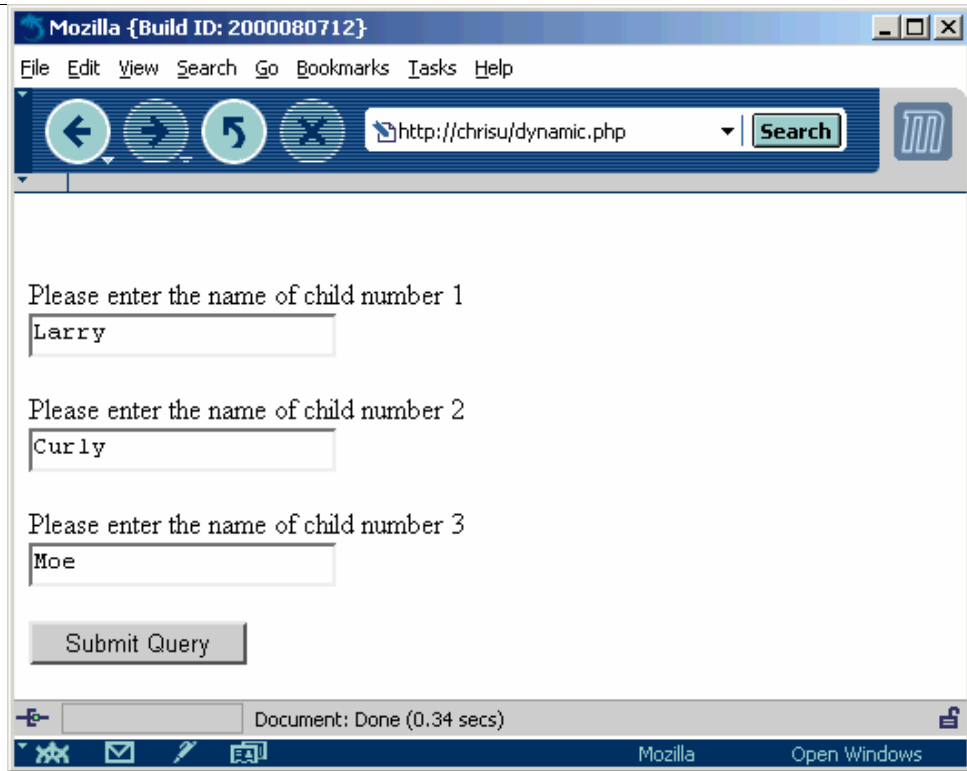 Mozilla {Build ID: 2000080712}
File Edit View Search Go Bookmarks Tasks Help
http://chrisu/dynamic.php Search
Please enter the name of child number 1
Larry
Please enter the name of child number 2
Curly
Please enter the name of child number 3
Moe
Submit Query
Document: Done (0.34 secs)
Mozilla Open Windows